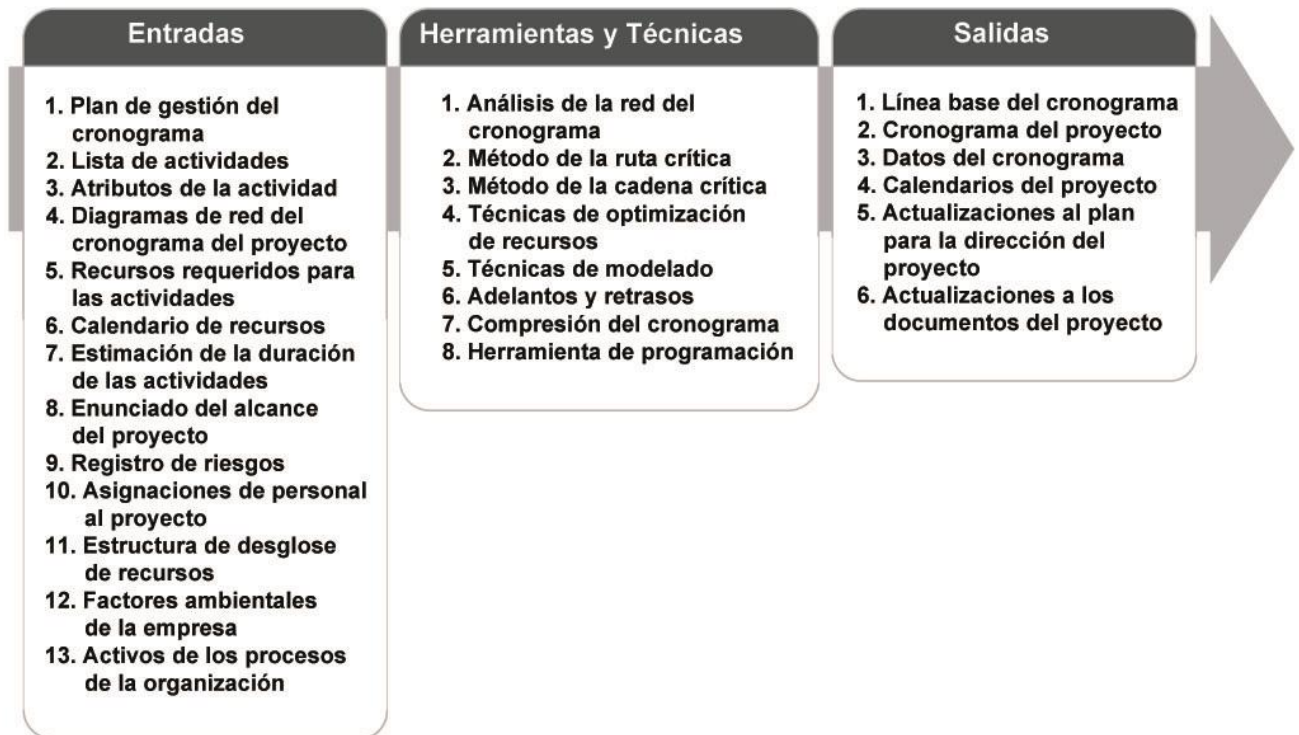 Entradas
1. Plan de gestión del
cronograma
2. Lista de actividades
3. Atributos de la actividad
4. Diagramas de red del
cronograma del proyecto
5. Recursos requeridos para
las actividades
6. Calendario de recursos
7. Estimación de la duración
de las actividades
8. Enunciado del alcance
del proyecto
9. Registro de riesgos
10. Asignaciones de personal
al proyecto
11. Estructura de desglose
de recursos
12. Factores ambientales
de la empresa
13. Activos de los procesos
de la organización
Herramientas y Técnicas
1. Análisis de la red del
cronograma
2. Método de la ruta crítica
3. Método de la cadena crítica
4. Técnicas de optimización
de recursos
5. Técnicas de modelado
6. Adelantos y retrasos
7. Compresión del cronograma
8. Herramienta de programación
Salidas
1. Línea base del cronograma
2. Cronograma del proyecto
3. Datos del cronograma
4. Calendarios del proyecto
5. Actualizaciones al plan
para la dirección del
proyecto
6. Actualizaciones a los
documentos del proyecto